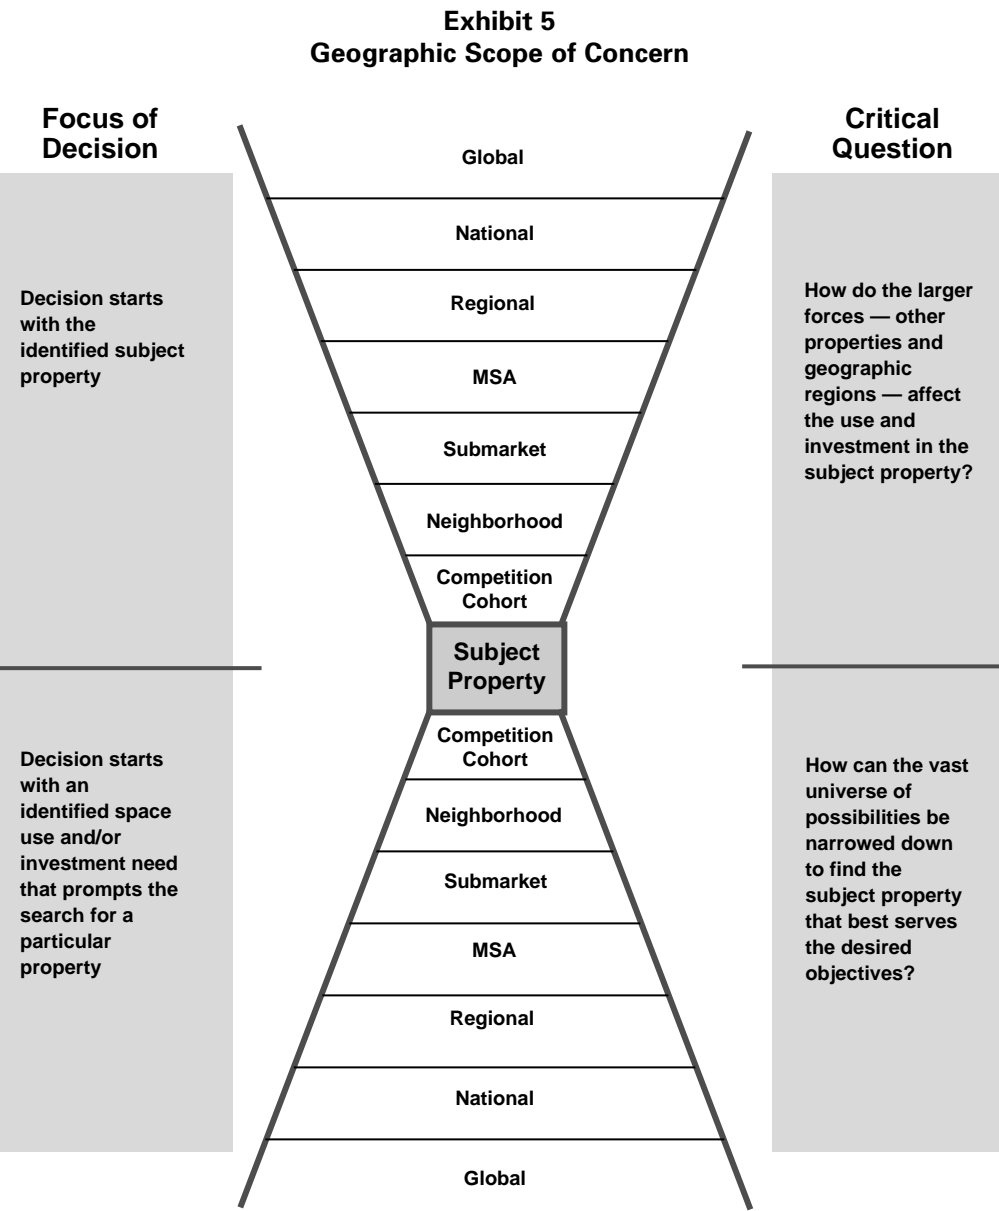 Exhibit 5
Geographic Scope of Concern
Focus of
Decision
Decision starts
with the
identified subject
property
Decision starts
with an
identified space
use and/or
investment need
that prompts the
search for a
particular
property
Global
National
Regional
MSA
Submarket
Neighborhood
Competition
Cohort
Subject
Property
Competition
Cohort
Neighborhood
Submarket
MSA
Regional
National
Global
Critical
Question
How do the larger
forces — other
properties and
geographic
regions — affect
the use and
investment in the
subject property?
How can the vast
universe of
possibilities be
narrowed down
to find the
subject property
that best serves
the desired
objectives?